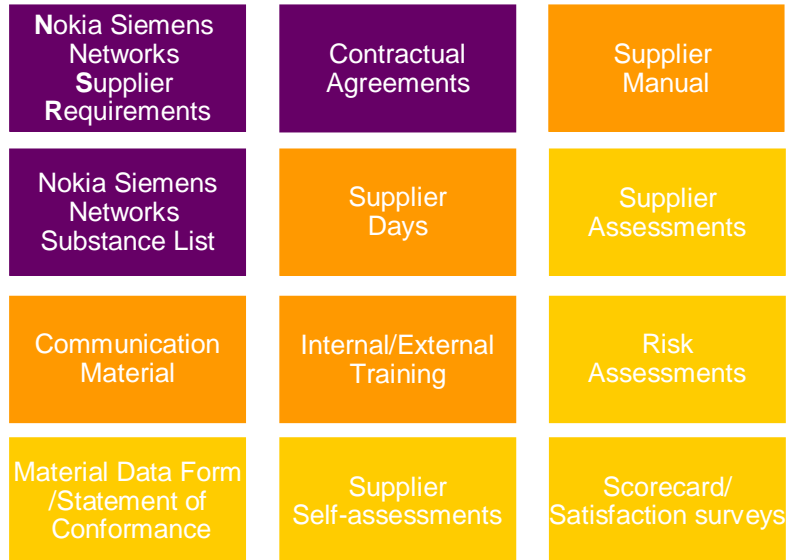 Nokia Siemens
Networks
Supplier
Requirements
Contractual
Agreements
Supplier
Manual
Nokia Siemens
Networks
Substance List
Supplier
Days
Supplier
Assessments
Communication
Material
Internal/External
Training
Risk
Assessments
Material Data Form
/Statement of
Conformance
Supplier
Self-assessments
Scorecard/
Satisfaction surveys